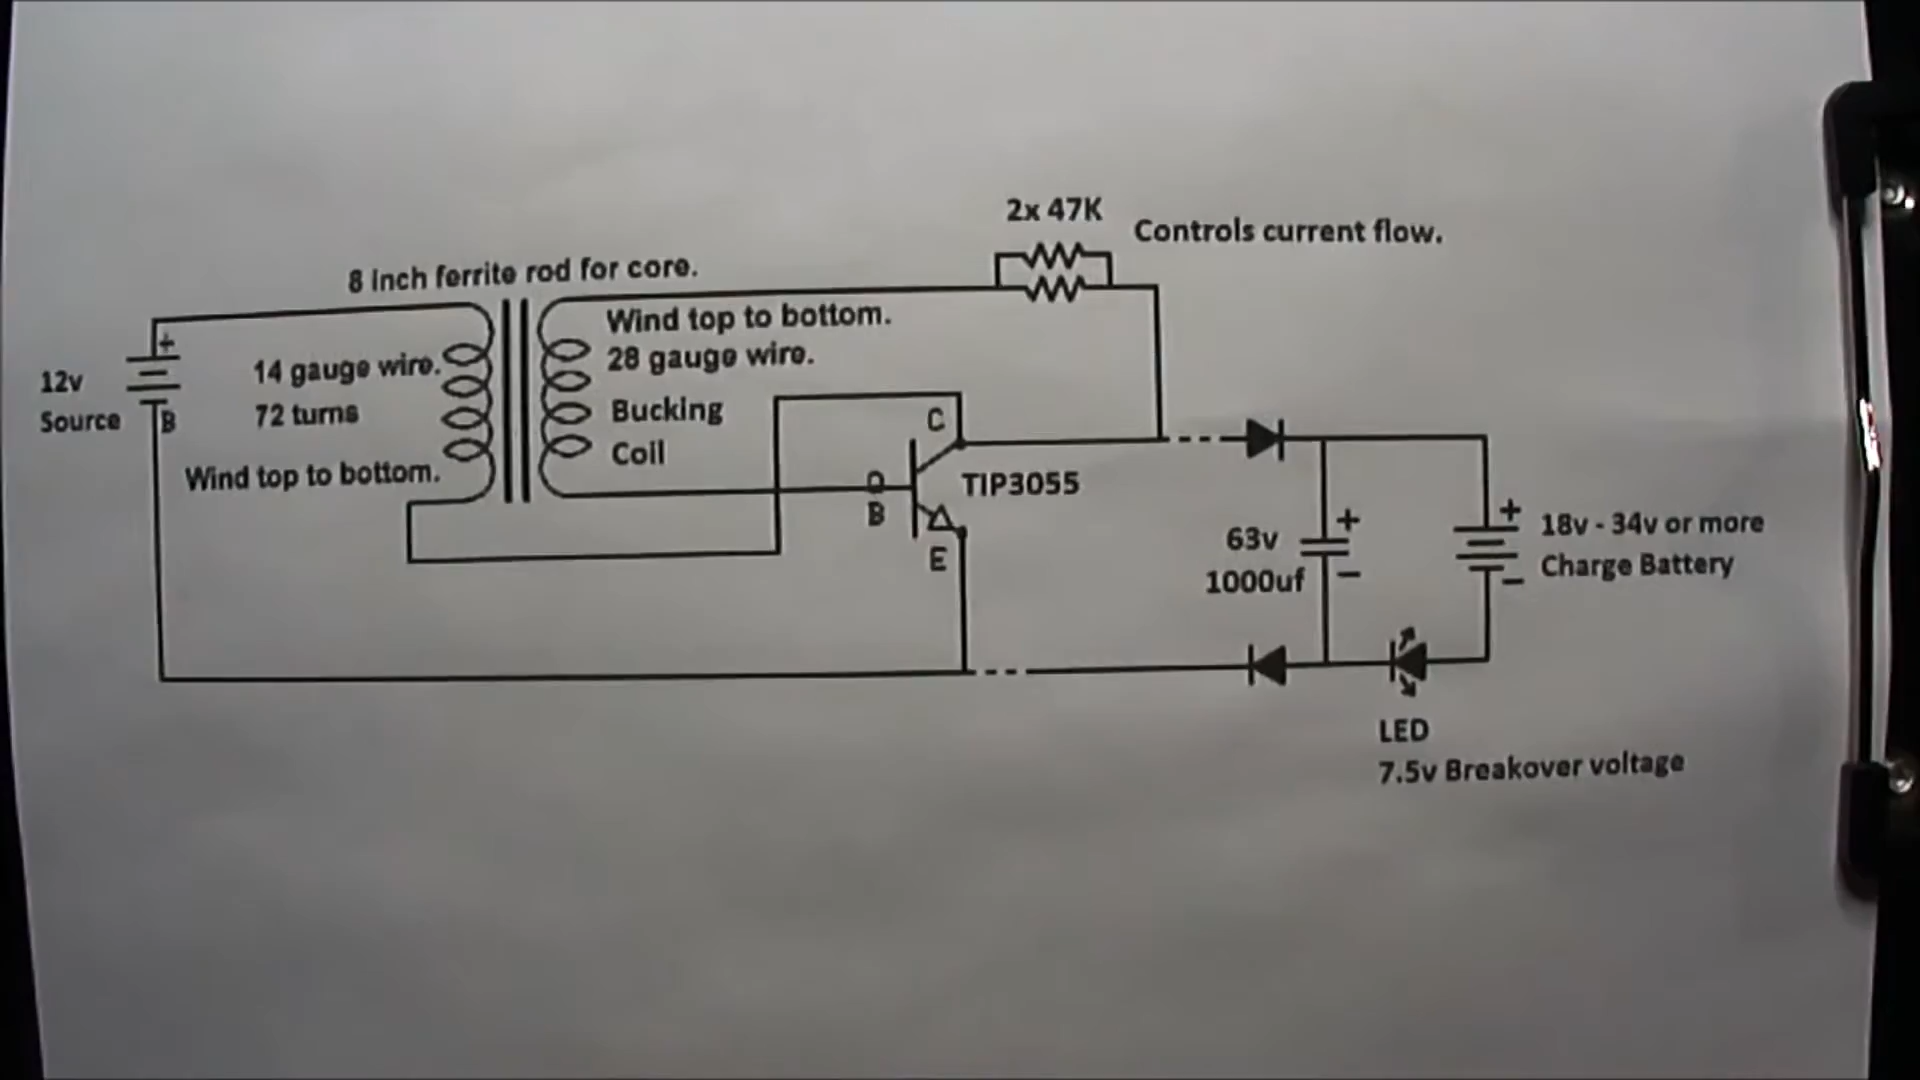 2x 47K
Controls current flow.
8 inch ferrite rod for core.
+
Wind top to bottom.
28 gauge wire.
14 gauge wire.
72 turns
12v
Source
B
Bucking
Coil
Wind top to bottom.
C
TIP3055
B
E
+
63v
1000uf
-
+
18v - 34v or more
Charge Battery
-
LED
7.5v Breakover voltage